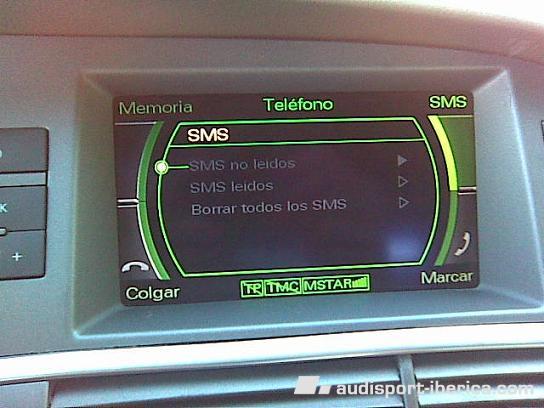 Memoria Teléfono SMS
SMS
SMS no leidos
SMS leidos
Borrar todos los SMS
K
+
Colgar TP TMC MSTAR Marcar
audisport-iberica.com